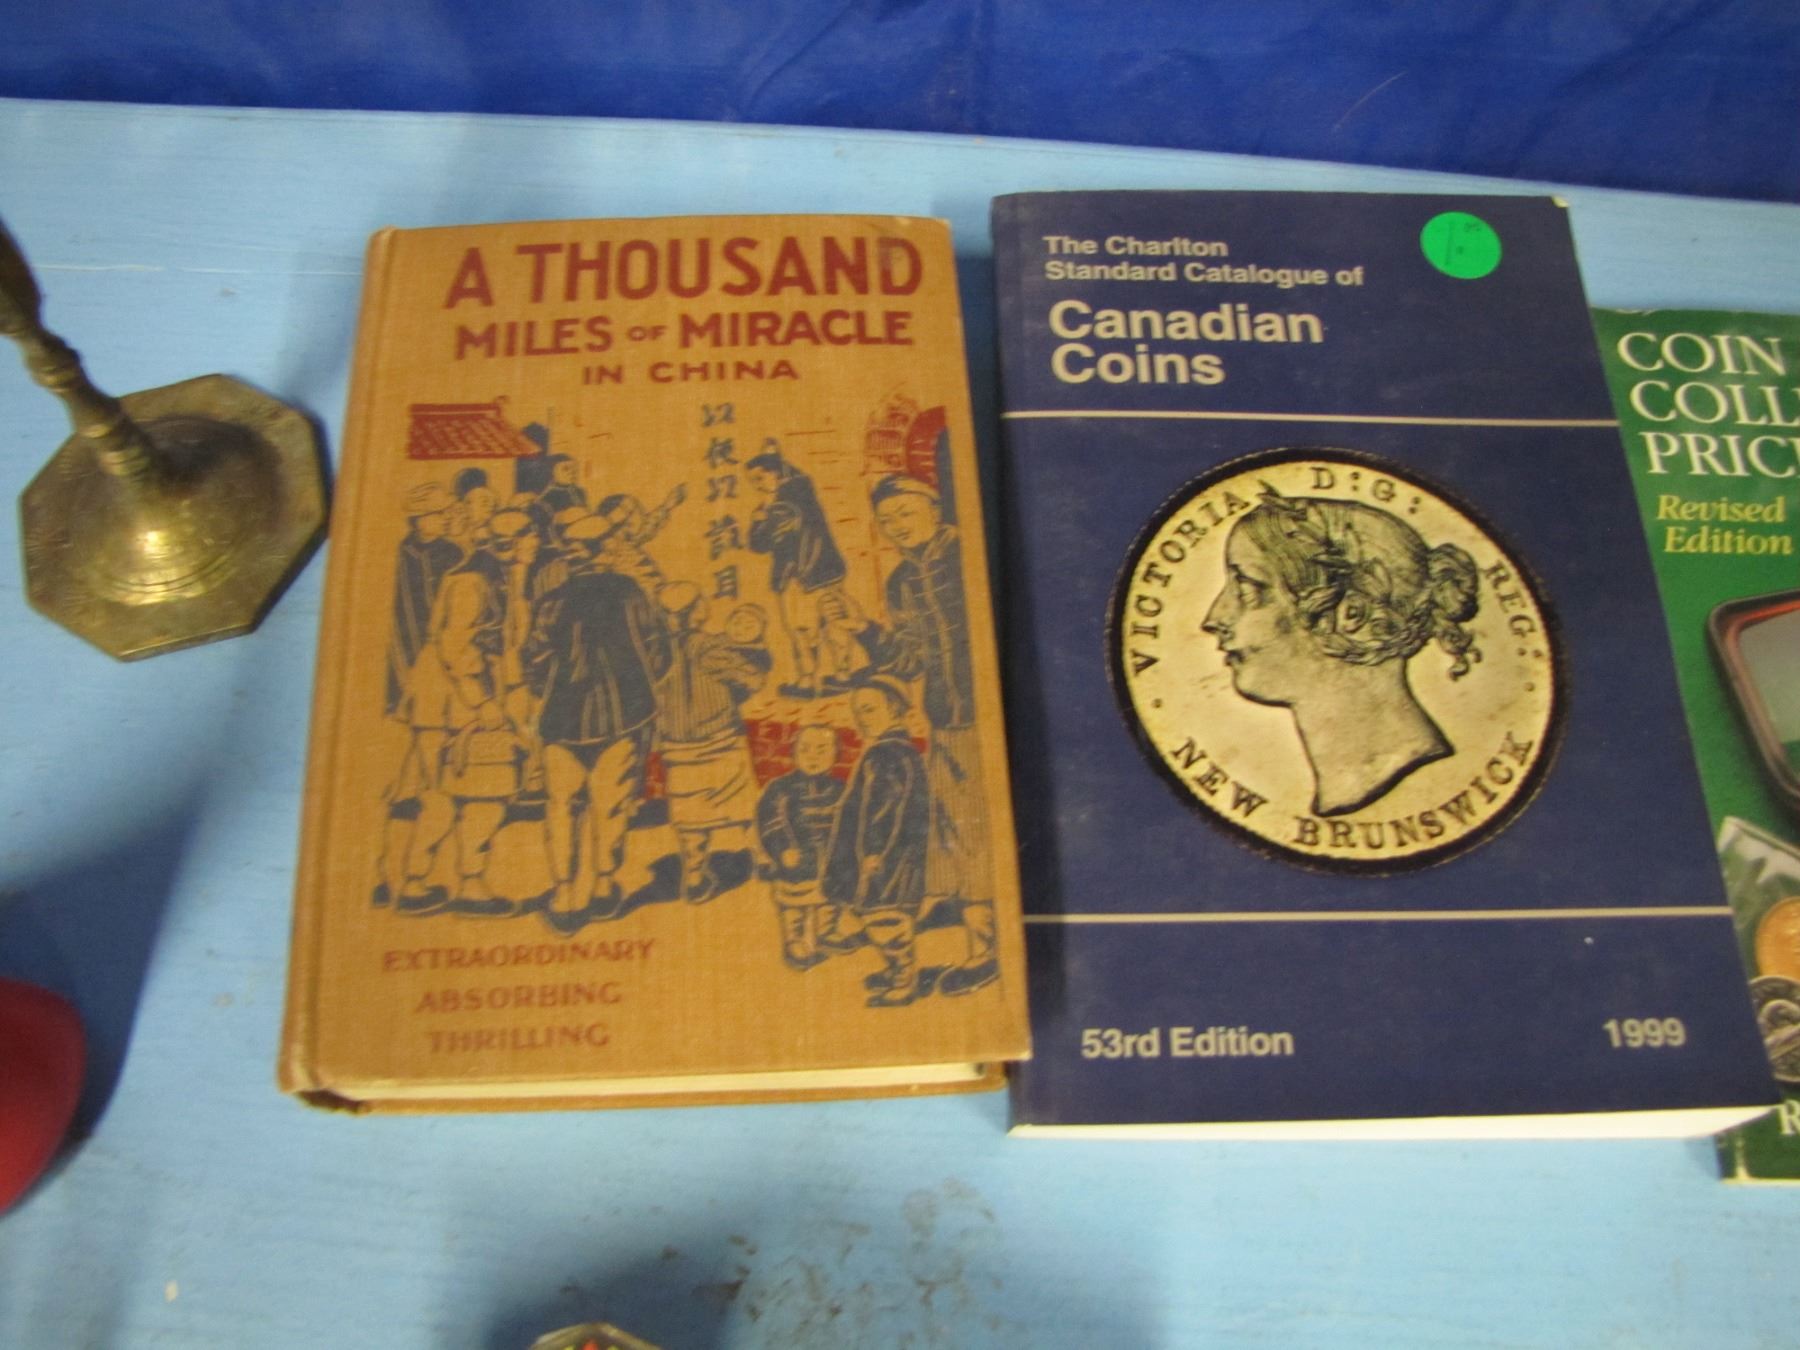 A THOUSAND
MILES OF MIRACLE
IN CHINA
EXTRAORDINARY
ABSORBING
THRILLING
The Charlton
Standard Catalogue of
Canadian
Coins
VICTORIA D:G: REG:
NEW BRUNSWICK
53rd Edition
1999
COIN
COLL
PRIC
Revised
Edition
R